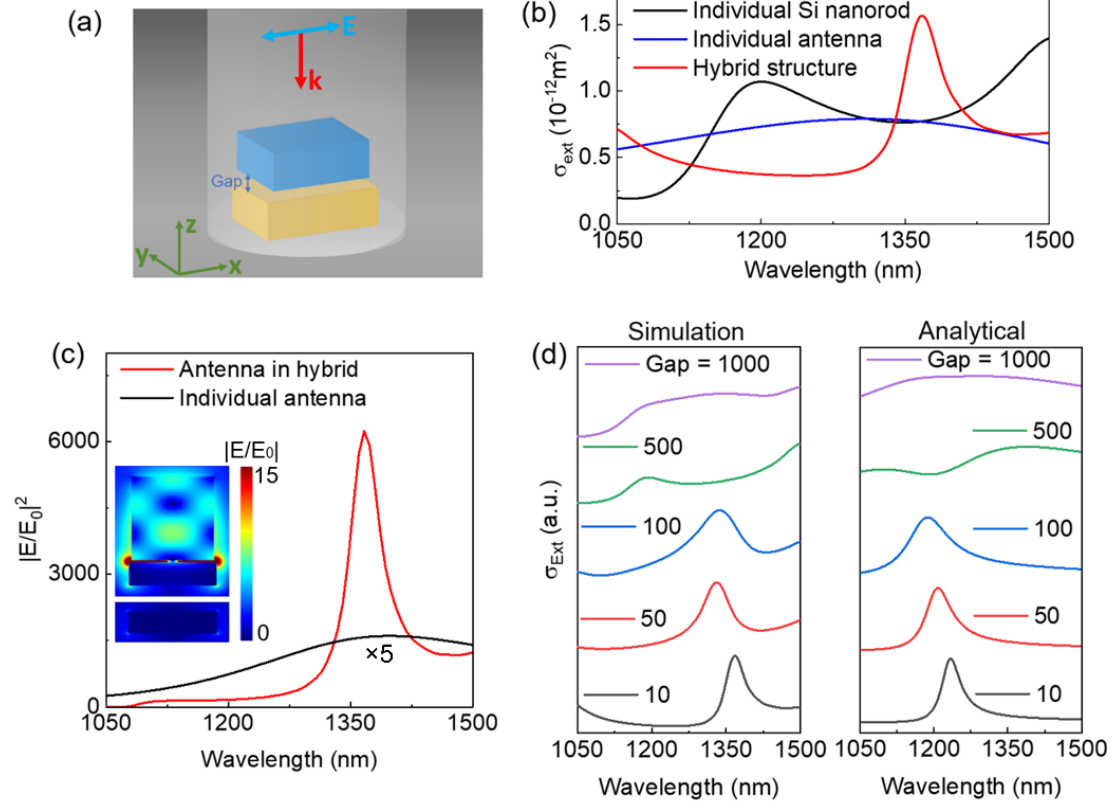 (a)
E
k
Gap
z
y
x
(b)
Individual Si nanorod
Individual antenna
Hybrid structure
σext (10⁻¹²m²)
1.5
1.0
0.5
0.0
1050 1200 1350 1500
Wavelength (nm)
(c)
Antenna in hybrid
Individual antenna
|E/E₀|²
6000
3000
0
|E/E₀|
15
0
×5
1050 1200 1350 1500
Wavelength (nm)
(d)
Simulation
Gap = 1000
500
100
50
10
σExt (a.u.)
1050 1200 1350 1500
Wavelength (nm)
Analytical
Gap = 1000
500
100
50
10
1050 1200 1350 1500
Wavelength (nm)